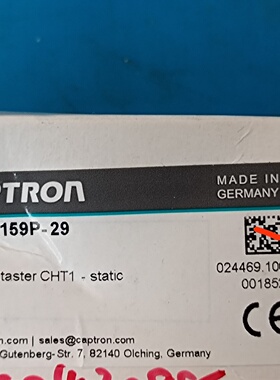 PTRON
MADE IN
GERMANY
159P-29
taster CHT1 - static
024469.10
00185
n.com | sales@captron.com
Gutenberg-Str. 7, 82140 Olching, Germany